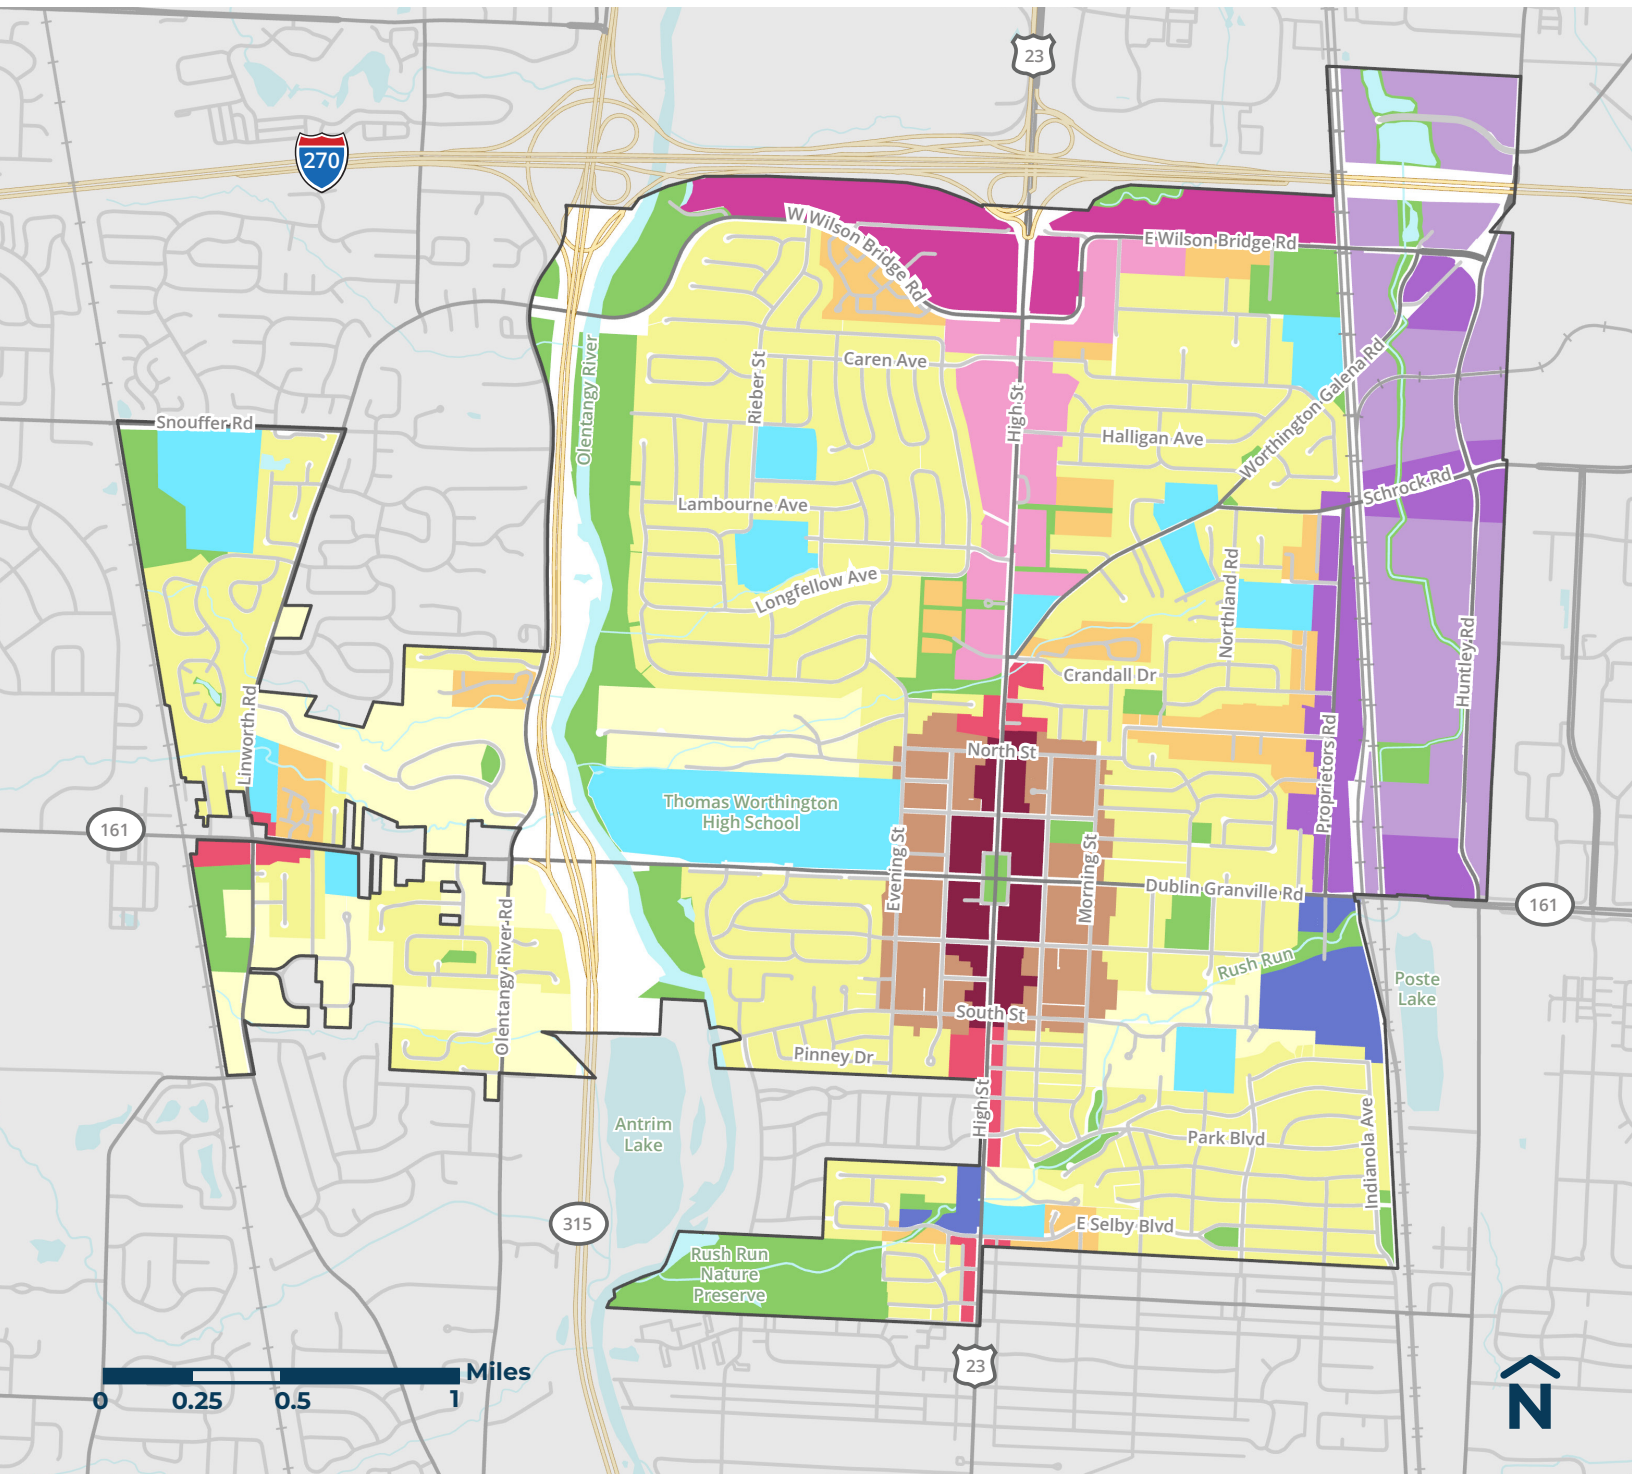 23
270
W Wilson Bridge Rd
E Wilson Bridge Rd
Olentangy River
Rieber St
Caren Ave
High St
Worthington Galena Rd
Snouffer Rd
Halligan Ave
Schrock Rd
Lambourne Ave
Longfellow Ave
Northland Rd
Huntley Rd
Crandall Dr
Linworth Rd
North St
Proprietors Rd
Thomas Worthington
High School
161
Evening St
Morning St
Dublin Granville Rd
161
Olentangy River Rd
Rush Run
Poste
Lake
South St
Pinney Dr
High St
Antrim
Lake
Park Blvd
Indianola Ave
315
E Selby Blvd
Rush Run
Nature
Preserve
23
Miles
0 0.25 0.5 1
N